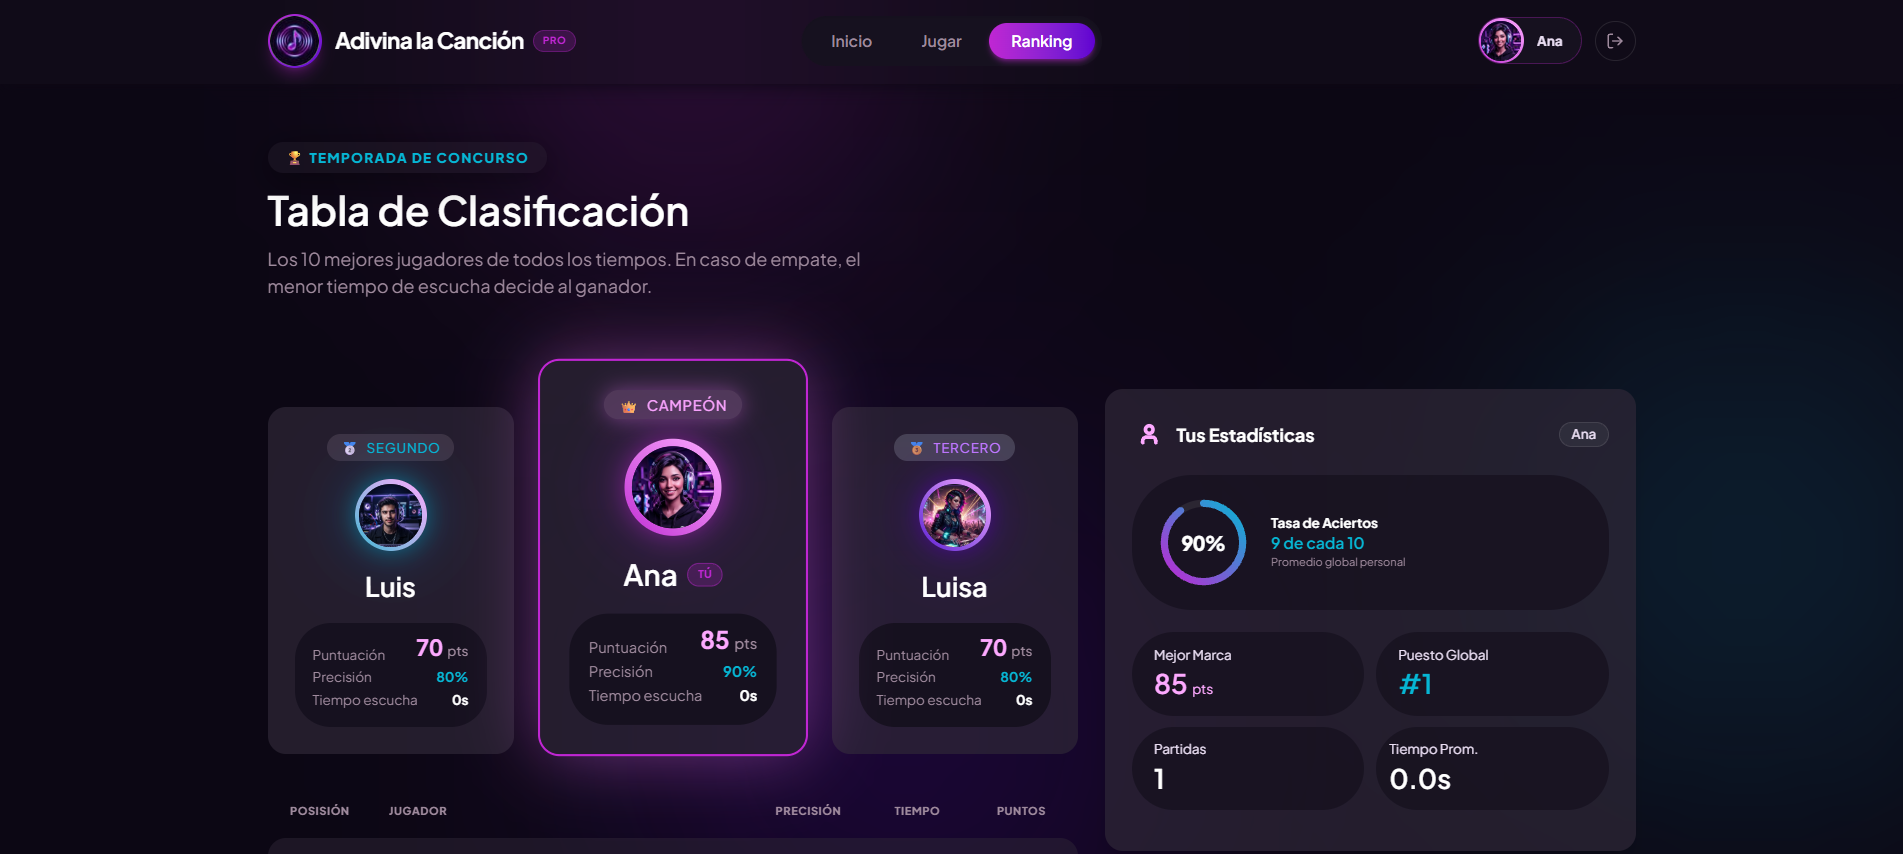 Adivina la Canción PRO
Inicio Jugar Ranking
Ana
TEMPORADA DE CONCURSO
Tabla de Clasificación
Los 10 mejores jugadores de todos los tiempos. En caso de empate, el
menor tiempo de escucha decide al ganador.
SEGUNDO
Luis
Puntuación 70 pts
Precisión 80%
Tiempo escucha 0s
CAMPEÓN
Ana TÚ
Puntuación 85 pts
Precisión 90%
Tiempo escucha 0s
TERCERO
Luisa
Puntuación 70 pts
Precisión 80%
Tiempo escucha 0s
Tus Estadísticas Ana
90%
Tasa de Aciertos
9 de cada 10
Promedio global personal
Mejor Marca
85 pts
Puesto Global
#1
Partidas
1
Tiempo Prom.
0.0s
POSISIÓN JUGADOR PRECISIÓN TIEMPO PUNTOS